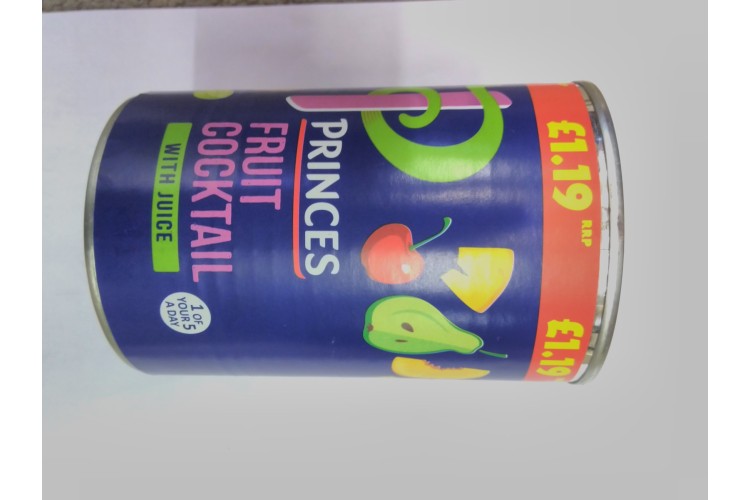 £1.19 RRP
£1.19
PRINCES
FRUIT
COCKTAIL
WITH JUICE
1 OF
YOUR 5
A DAY